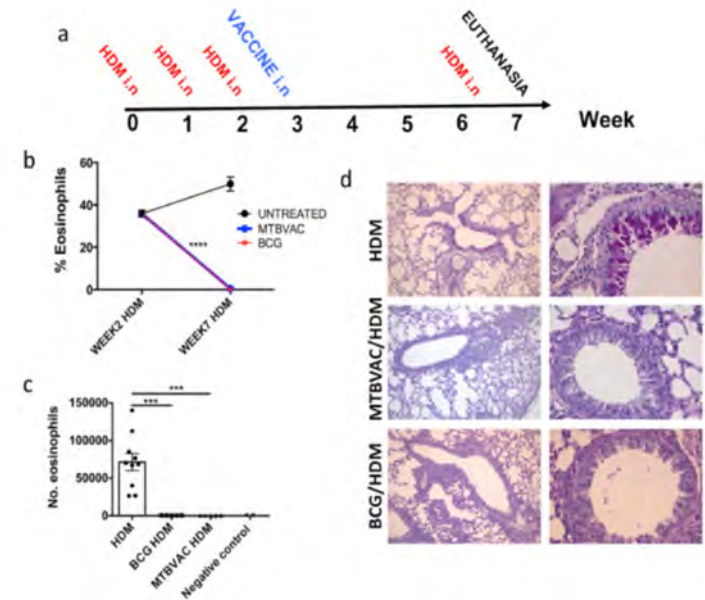 a
HDM i.n
HDM i.n
HDM i.n
VACCINE i.n
HDM i.n
EUTHANASIA
0 1 2 3 4 5 6 7 Week
b
60
40
20
0
% Eosinophils
****
UNTREATED
MTBVAC
BCG
WEEK2 HDM
WEEK7 HDM
c
150000
100000
50000
0
No. eosinophils
***
***
HDM
BCG HDM
MTBVAC HDM
Negative control
d
HDM
MTBVAC/HDM
BCG/HDM